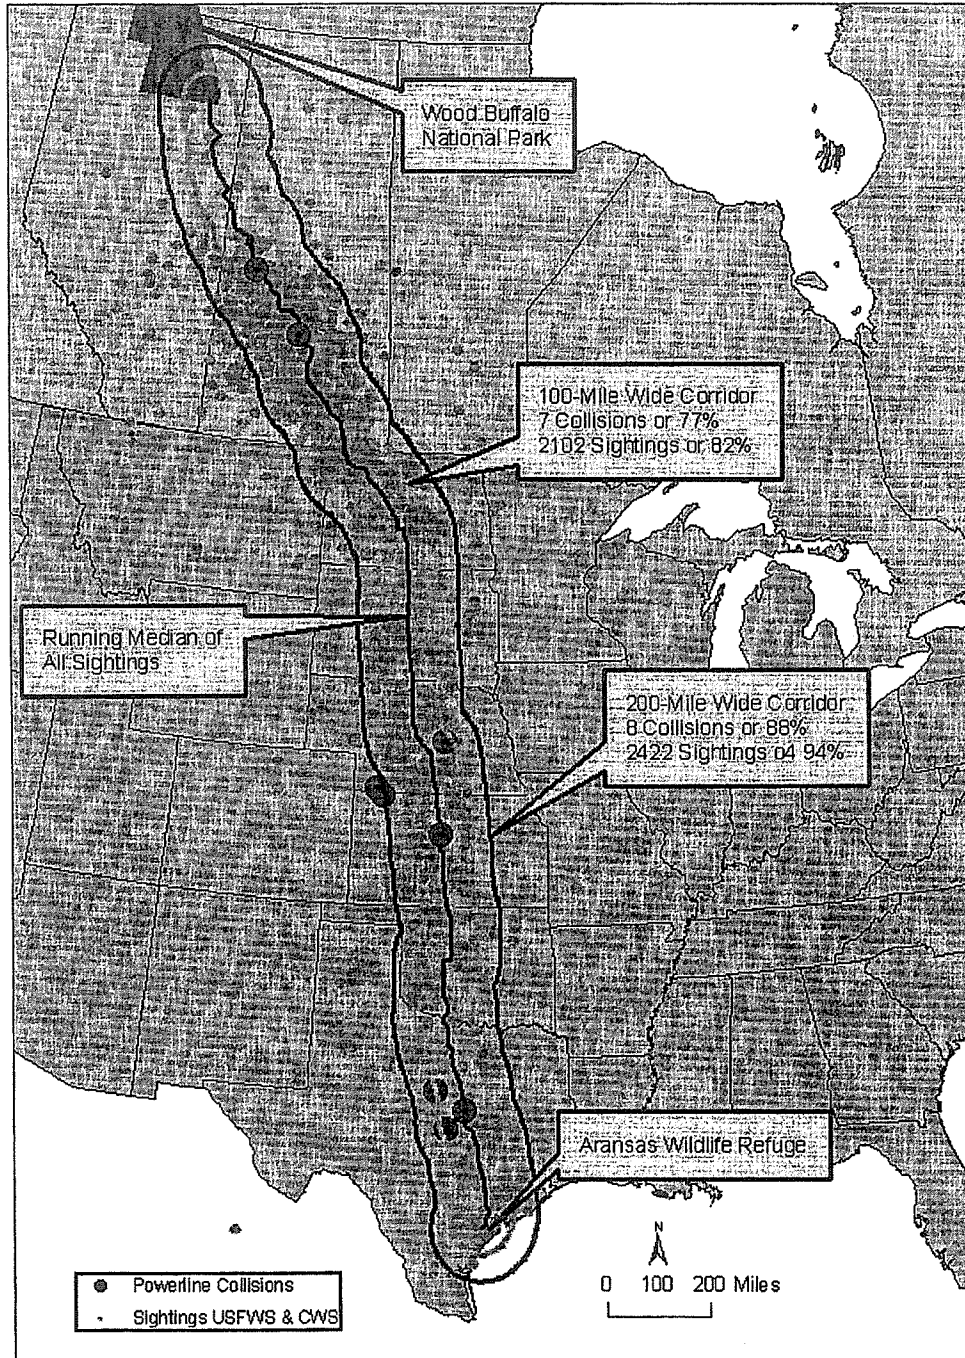 Wood Buffalo
National Park
100-Mile Wide Corridor
7 Collisions or 77%
2102 Sightings or 82%
Running Median of
All Sightings
200-Mile Wide Corridor
8 Collisions or 88%
2422 Sightings o4 94%
Aransas Wildlife Refuge
N
0 100 200 Miles
Powerline Collisions
Sightings USFWS & CWS